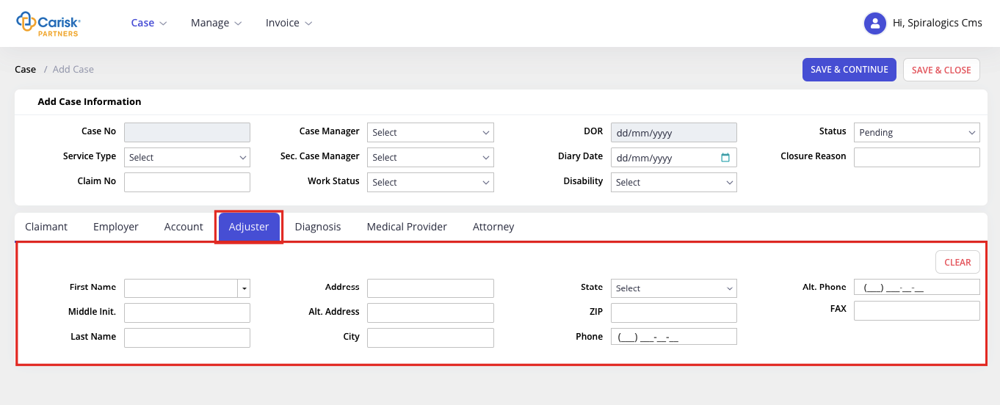 Carisk®
PARTNERS
Case Manage Invoice
Hi, Spiralogics Cms
Case / Add Case
SAVE & CONTINUE SAVE & CLOSE
Add Case Information
Case No Case Manager Select DOR dd/mm/yyyy Status Pending
Service Type Select Sec. Case Manager Select Diary Date dd/mm/yyyy Closure Reason
Claim No Work Status Select Disability Select
Claimant Employer Account Adjuster Diagnosis Medical Provider Attorney
CLEAR
First Name Address State Select Alt. Phone (___) ___-__-__
Middle Init. Alt. Address ZIP FAX
Last Name City Phone (___) ___-__-__